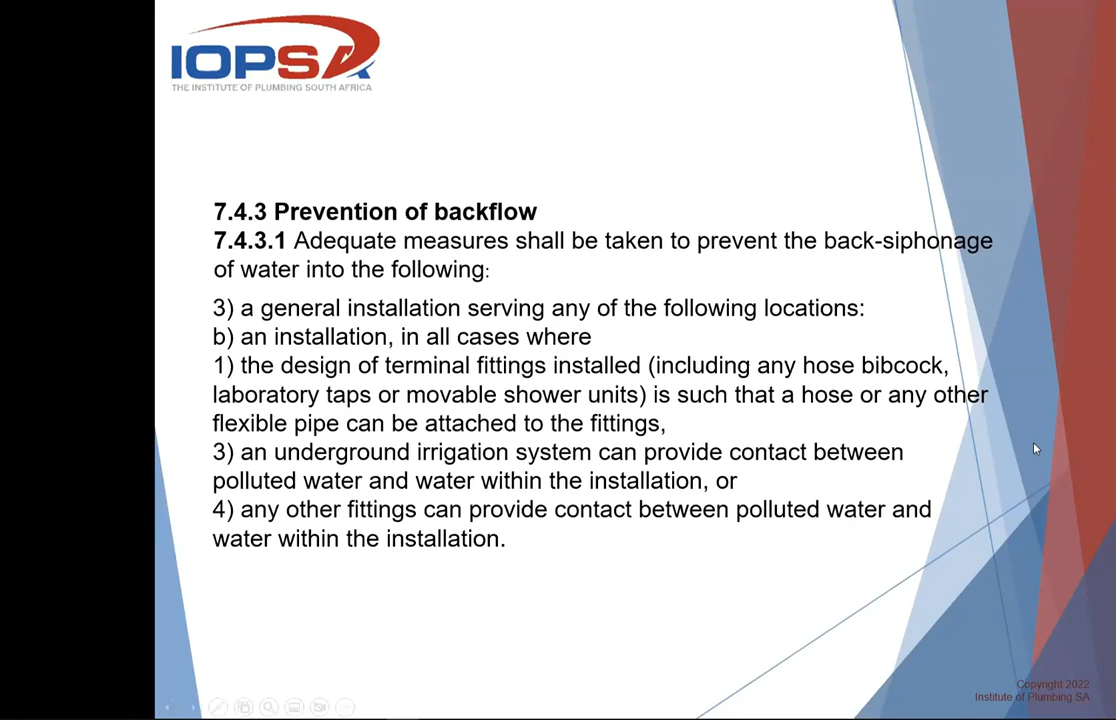 IOPSA
THE INSTITUTE OF PLUMBING SOUTH AFRICA
7.4.3 Prevention of backflow
7.4.3.1 Adequate measures shall be taken to prevent the back-siphonage
of water into the following:
3) a general installation serving any of the following locations:
b) an installation, in all cases where
1) the design of terminal fittings installed (including any hose bibcock,
laboratory taps or movable shower units) is such that a hose or any other
flexible pipe can be attached to the fittings,
3) an underground irrigation system can provide contact between
polluted water and water within the installation, or
4) any other fittings can provide contact between polluted water and
water within the installation.
Copyright 2022
Institute of Plumbing SA